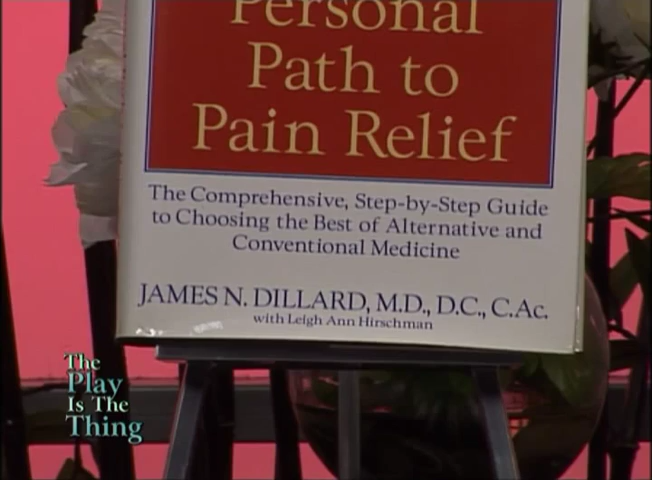 Personal
Path to
Pain Relief
The Comprehensive, Step-by-Step Guide
to Choosing the Best of Alternative and
Conventional Medicine
JAMES N. DILLARD, M.D., D.C., C.Ac.
with Leigh Ann Hirschman
The
Play
Is The
Thing